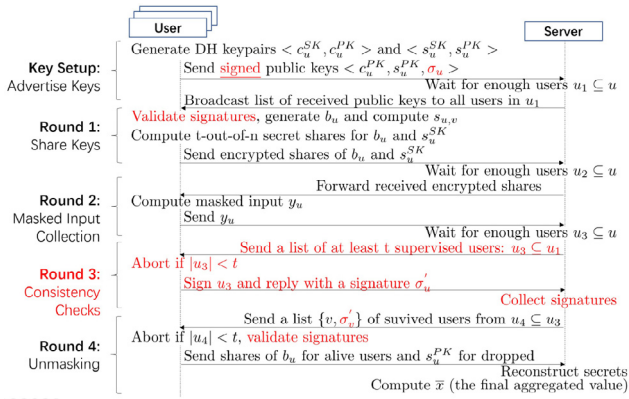 User
Server
Generate DH keypairs < c_u^{SK}, c_u^{PK} > and < s_u^{SK}, s_u^{PK} >
Key Setup:
Advertise Keys
Send signed public keys < c_u^{PK}, s_u^{PK}, σ_u >
Wait for enough users u_1 ⊆ u
Broadcast list of received public keys to all users in u_1
Round 1:
Share Keys
Validate signatures, generate b_u and compute s_{u,v}
Compute t-out-of-n secret shares for b_u and s_u^{SK}
Send encrypted shares of b_u and s_u^{SK}
Wait for enough users u_2 ⊆ u
Round 2:
Masked Input
Collection
Forward received encrypted shares
Compute masked input y_u
Send y_u
Wait for enough users u_3 ⊆ u
Round 3:
Consistency
Checks
Send a list of at least t supervised users: u_3 ⊆ u_1
Abort if |u_3| < t
Sign u_3 and reply with a signature σ_u^'
Collect signatures
Round 4:
Unmasking
Send a list {v, σ_v^'} of suvived users from u_4 ⊆ u_3
Abort if |u_4| < t, validate signatures
Send shares of b_u for alive users and s_u^{PK} for dropped
Reconstruct secrets
Compute x̅ (the final aggregated value)